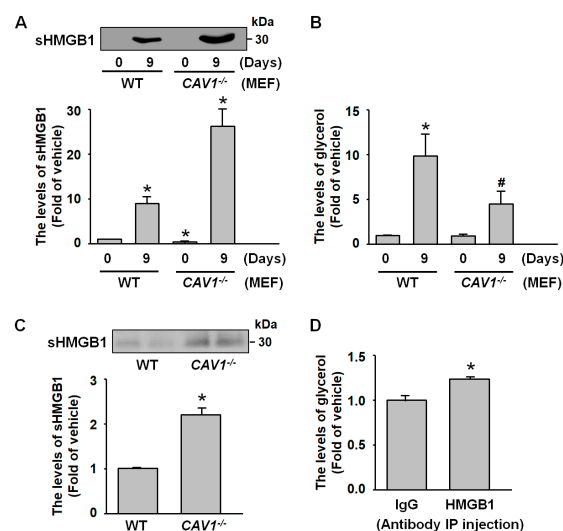 A
kDa
sHMGB1
- 30
0 9 0 9 (Days)
WT CAV1-/- (MEF)
The levels of sHMGB1
(Fold of vehicle)
30
20
10
0
*
*
*
0 9 0 9 (Days)
WT CAV1-/- (MEF)
B
The levels of glycerol
(Fold of vehicle)
15
10
5
0
*
#
0 9 0 9 (Days)
WT CAV1-/- (MEF)
C
kDa
sHMGB1
- 30
WT CAV1-/-
The levels of sHMGB1
(Fold of vehicle)
3
2
1
0
*
WT CAV1-/-
D
The levels of glycerol
(Fold of vehicle)
1.5
1.0
0.5
0
*
IgG HMGB1
(Antibody IP injection)